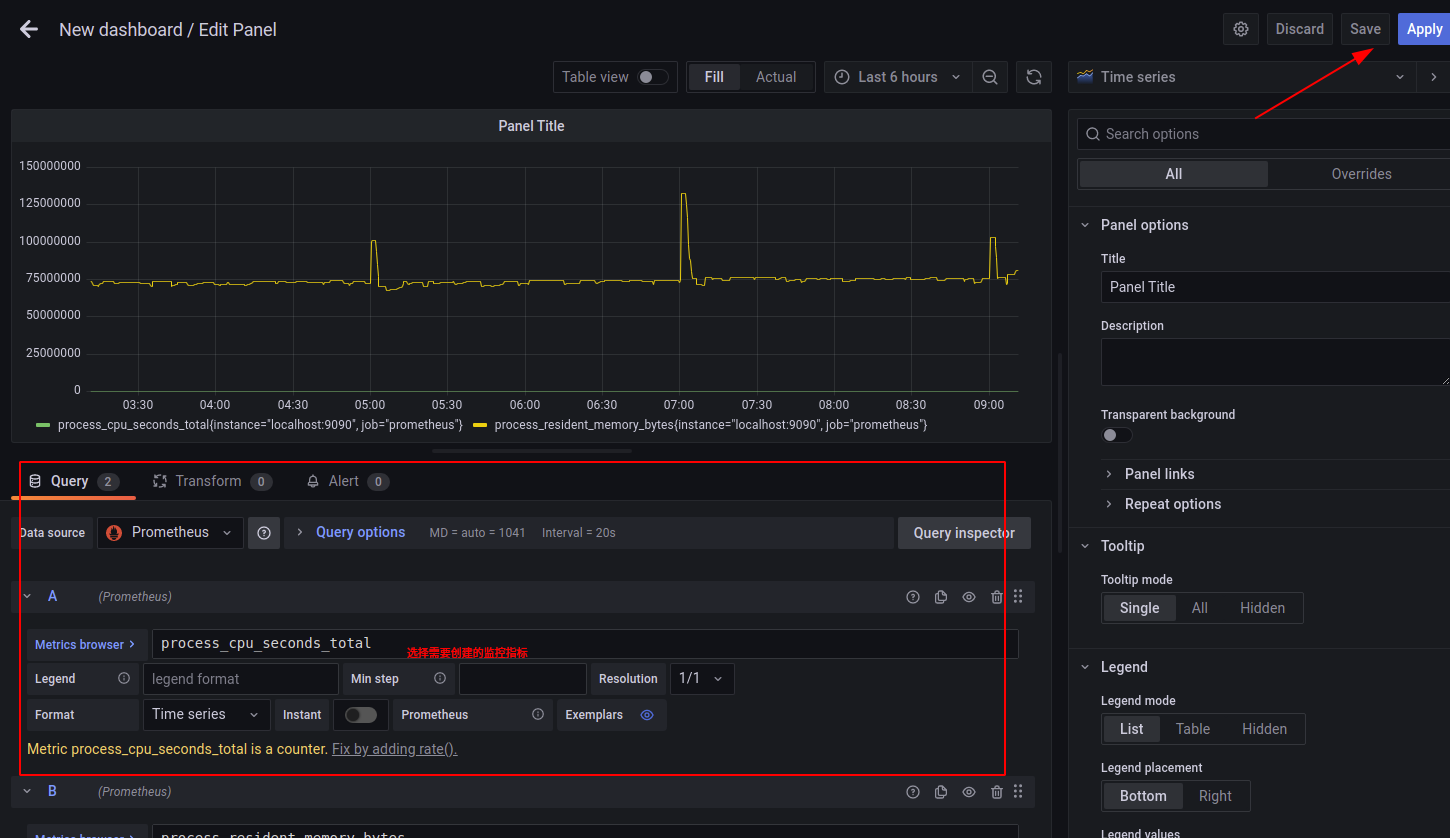 New dashboard / Edit Panel
Discard
Save
Apply
Table view
Fill
Actual
Last 6 hours
Time series
Panel Title
150000000
125000000
100000000
75000000
50000000
25000000
0
03:30 04:00 04:30 05:00 05:30 06:00 06:30 07:00 07:30 08:00 08:30 09:00
process_cpu_seconds_total{instance="localhost:9090", job="prometheus"} process_resident_memory_bytes{instance="localhost:9090", job="prometheus"}
Query 2 Transform 0 Alert 0
Data source Prometheus Query options MD = auto = 1041 Interval = 20s Query inspector
A (Prometheus)
Metrics browser > process_cpu_seconds_total
选择需要创建的监控指标
Legend legend format Min step Resolution 1/1
Format Time series Instant Prometheus Exemplars
Metric process_cpu_seconds_total is a counter. Fix by adding rate().
B (Prometheus)
Metrics browser > process_resident_memory_bytes
Search options
All Overrides
Panel options
Title
Panel Title
Description
Transparent background
Panel links
Repeat options
Tooltip
Tooltip mode
Single All Hidden
Legend
Legend mode
List Table Hidden
Legend placement
Bottom Right
Legend values